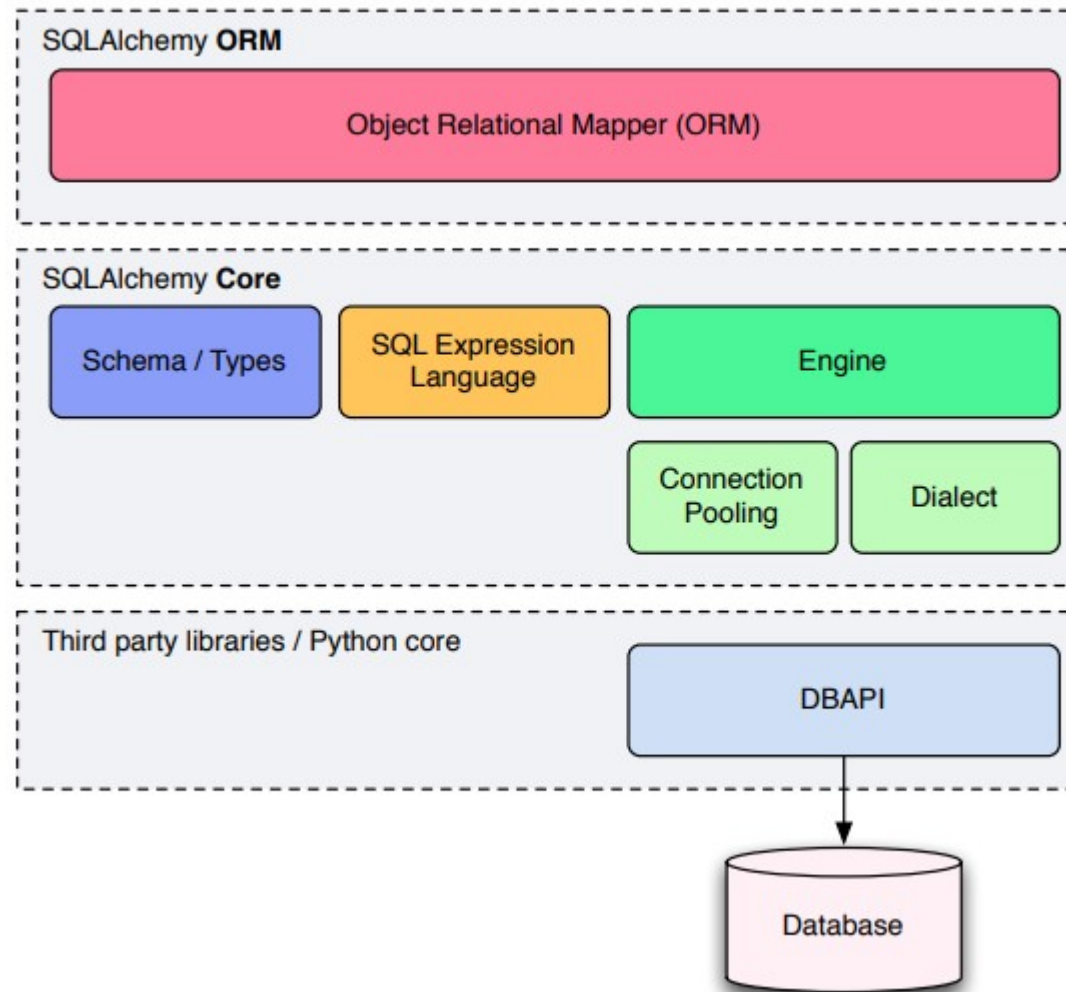 SQLAlchemy ORM
Object Relational Mapper (ORM)
SQLAlchemy Core
Schema / Types
SQL Expression
Language
Engine
Connection
Pooling
Dialect
Third party libraries / Python core
DBAPI
Database